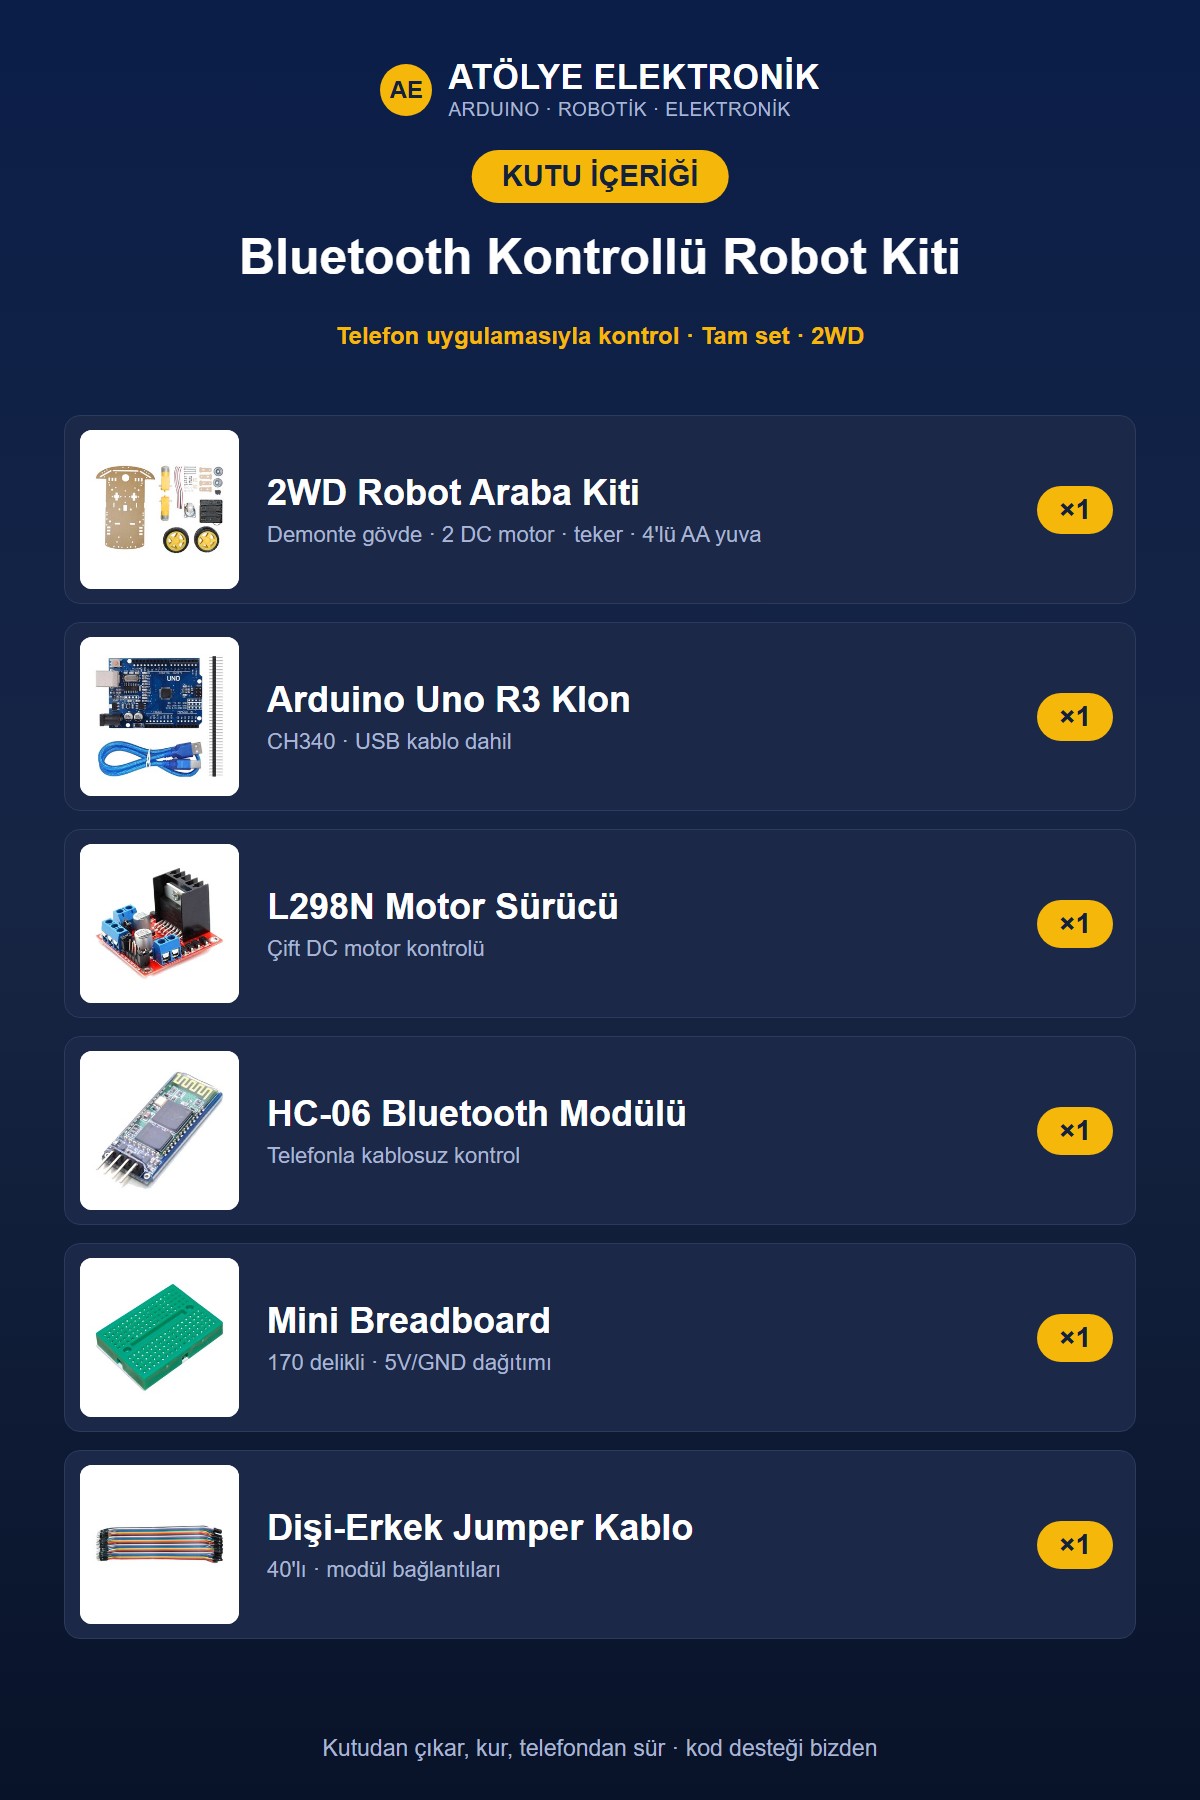 AE
ATÖLYE ELEKTRONİK
ARDUINO · ROBOTİK · ELEKTRONİK
KUTU İÇERİĞİ
Bluetooth Kontrollü Robot Kiti
Telefon uygulamasıyla kontrol · Tam set · 2WD
2WD Robot Araba Kiti
Demonte gövde · 2 DC motor · teker · 4'lü AA yuva
×1
UNO
Arduino Uno R3 Klon
CH340 · USB kablo dahil
×1
L298N Motor Sürücü
Çift DC motor kontrolü
×1
HC-06 Bluetooth Modülü
Telefonla kablosuz kontrol
×1
Mini Breadboard
170 delikli · 5V/GND dağıtımı
×1
Dişi-Erkek Jumper Kablo
40'lı · modül bağlantıları
×1
Kutudan çıkar, kur, telefondan sür · kod desteği bizden